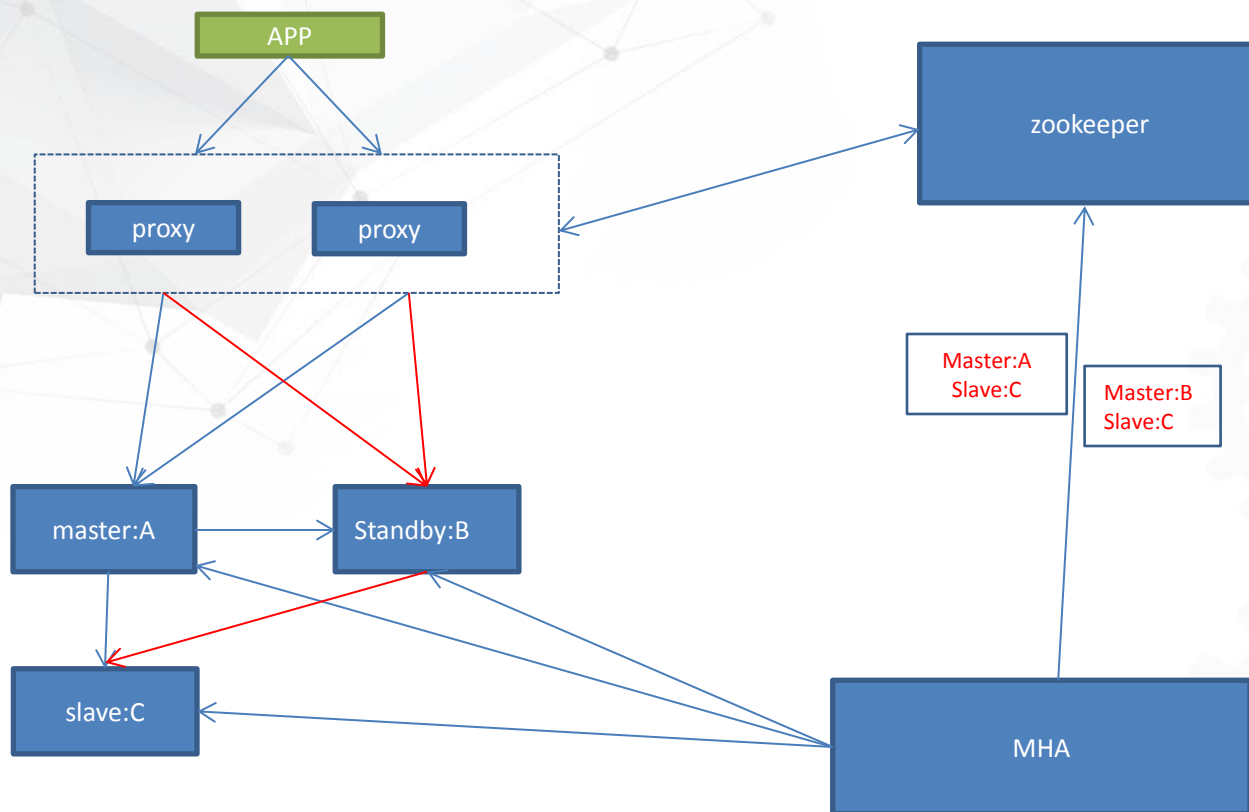 APP
zookeeper
proxy
proxy
Master:A
Slave:C
Master:B
Slave:C
master:A
Standby:B
slave:C
MHA